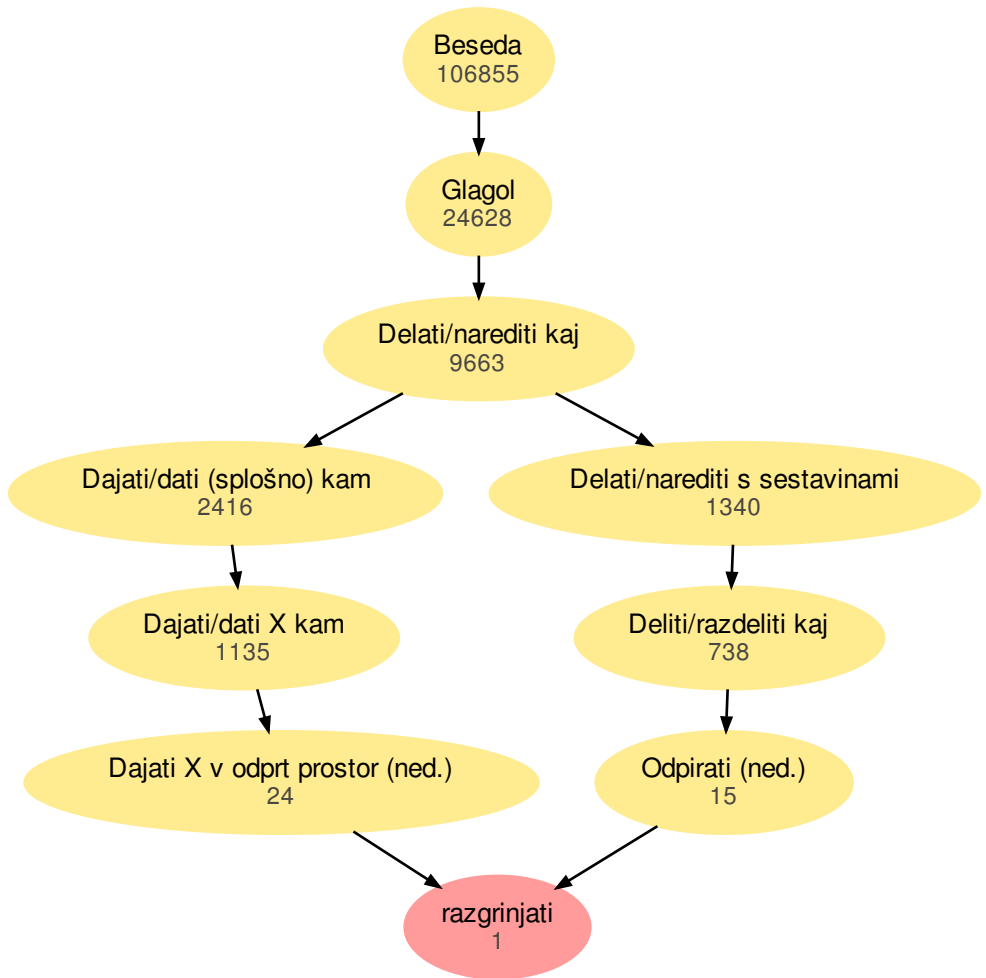 Beseda
106855
Glagol
24628
Delati/narediti kaj
9663
Dajati/dati (splošno) kam
2416
Delati/narediti s sestavinami
1340
Dajati/dati X kam
1135
Deliti/razdeliti kaj
738
Dajati X v odprt prostor (ned.)
24
Odpirati (ned.)
15
razgrinjati
1